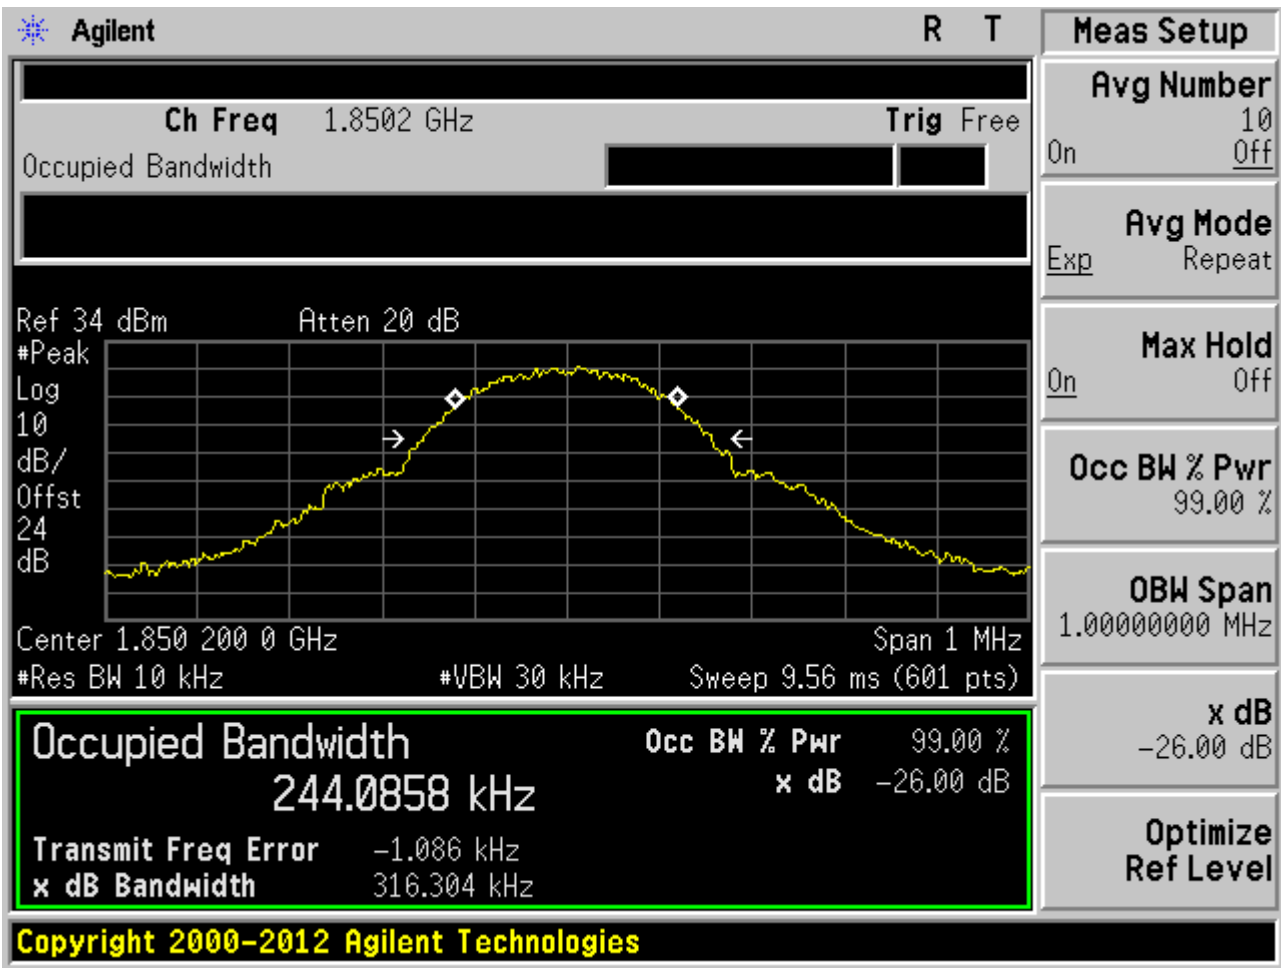 Agilent R T Meas Setup
Ch Freq 1.8502 GHz Trig Free
Occupied Bandwidth
Avg Number
10
On Off
Avg Mode
Exp Repeat
Max Hold
On Off
Occ BW % Pwr
99.00 %
OBW Span
1.00000000 MHz
x dB
-26.00 dB
Optimize
Ref Level
Ref 34 dBm Atten 20 dB
#Peak
Log
10
dB/
Offst
24
dB
Center 1.850 200 0 GHz Span 1 MHz
#Res BW 10 kHz #VBW 30 kHz Sweep 9.56 ms (601 pts)
Occupied Bandwidth Occ BW % Pwr 99.00 %
244.0858 kHz x dB -26.00 dB
Transmit Freq Error -1.086 kHz
x dB Bandwidth 316.304 kHz
Copyright 2000-2012 Agilent Technologies